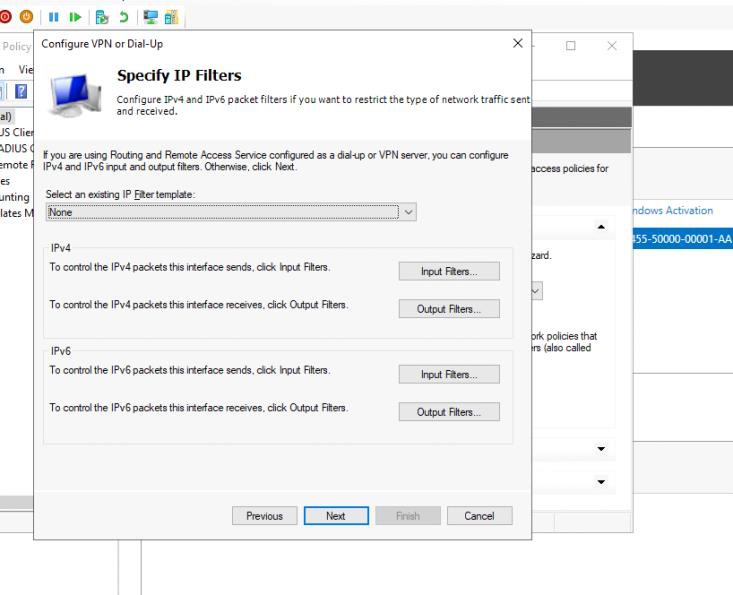 Policy
Configure VPN or Dial-Up
n Vie
al)
US Clien
ADIUS C
emote F
es
unting
lates M
Specify IP Filters
Configure IPv4 and IPv6 packet filters if you want to restrict the type of network traffic sent
and received.
If you are using Routing and Remote Access Service configured as a dial-up or VPN server, you can configure
IPv4 and IPv6 input and output filters. Otherwise, click Next.
Select an existing IP Filter template:
None
IPv4
To control the IPv4 packets this interface sends, click Input Filters.
Input Filters...
To control the IPv4 packets this interface receives, click Output Filters.
Output Filters...
IPv6
To control the IPv6 packets this interface sends, click Input Filters.
Input Filters...
To control the IPv6 packets this interface receives, click Output Filters.
Output Filters...
Previous
Next
Finish
Cancel
access policies for
zard.
ork policies that
ers (also called
ndows Activation
455-50000-00001-AA